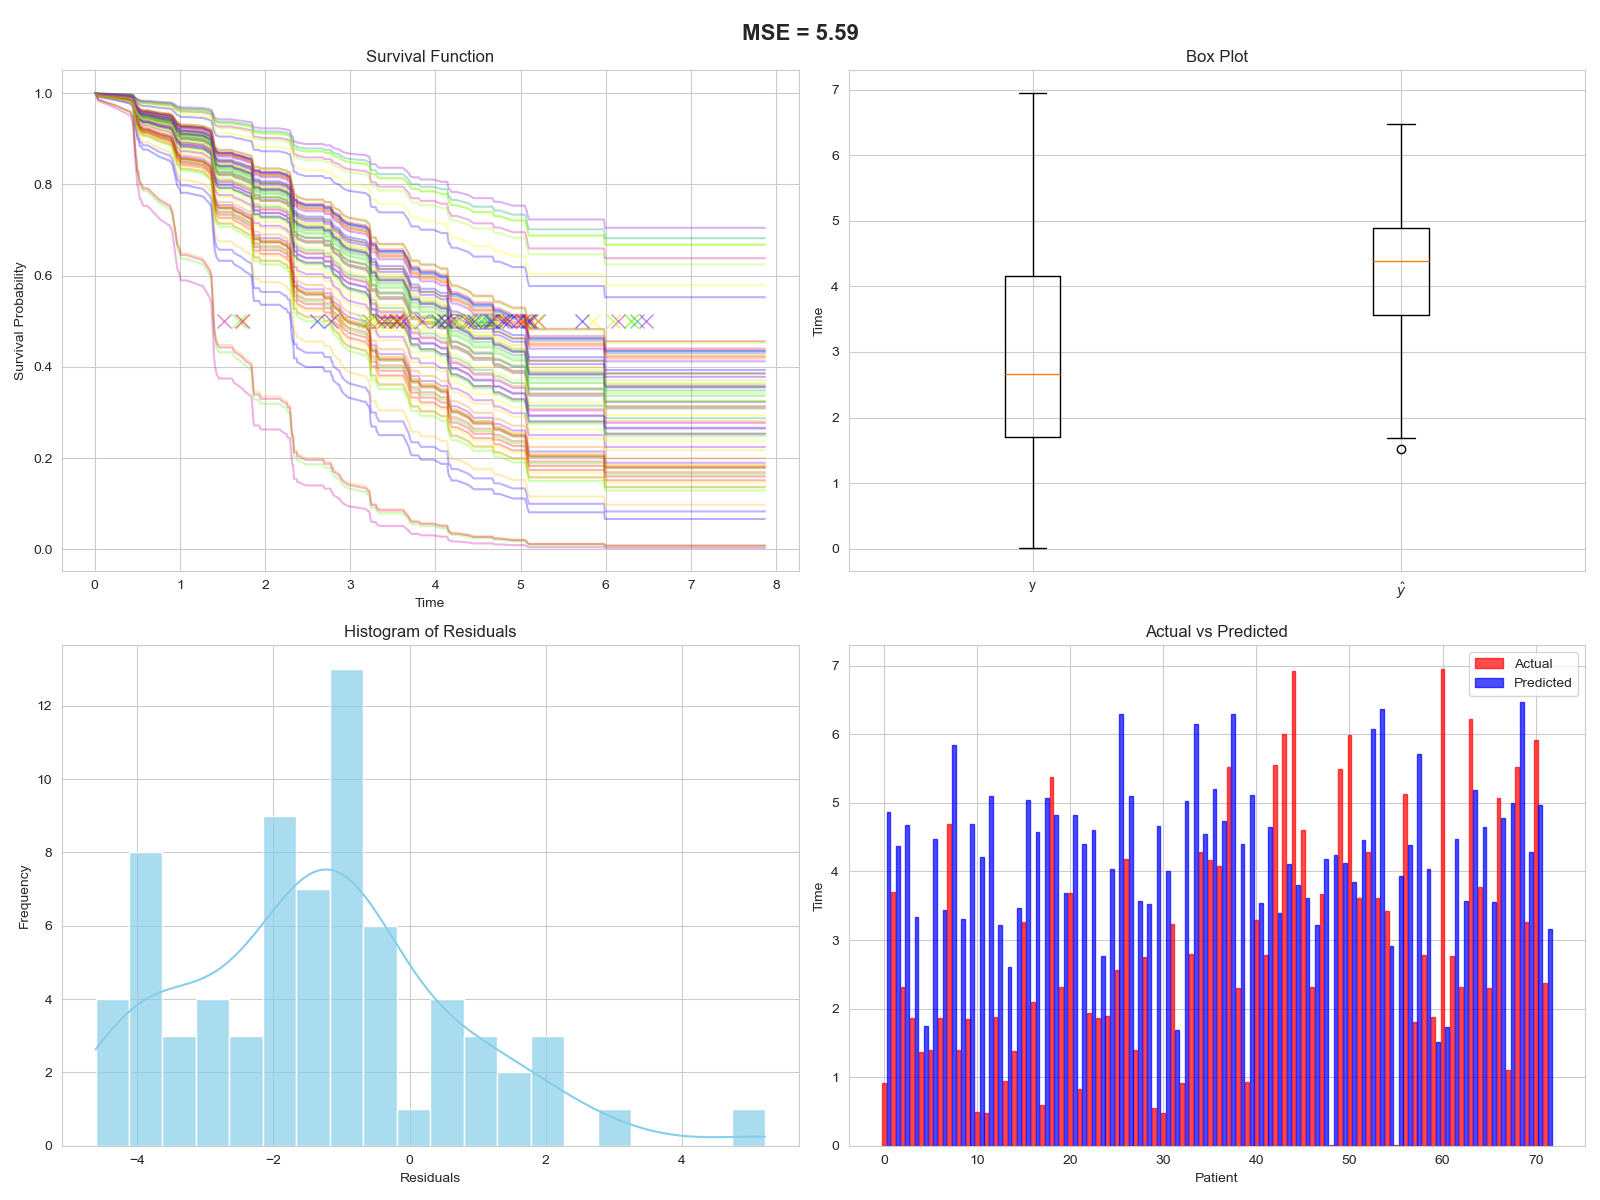 MSE = 5.59
Survival Function
Survival Probability
1.0
0.8
0.6
0.4
0.2
0.0
0 1 2 3 4 5 6 7 8
Time
Box Plot
Time
7
6
5
4
3
2
1
0
y ŷ
Histogram of Residuals
Frequency
12
10
8
6
4
2
0
−4 −2 0 2 4
Residuals
Actual vs Predicted
Actual
Predicted
Time
7
6
5
4
3
2
1
0
0 10 20 30 40 50 60 70
Patient